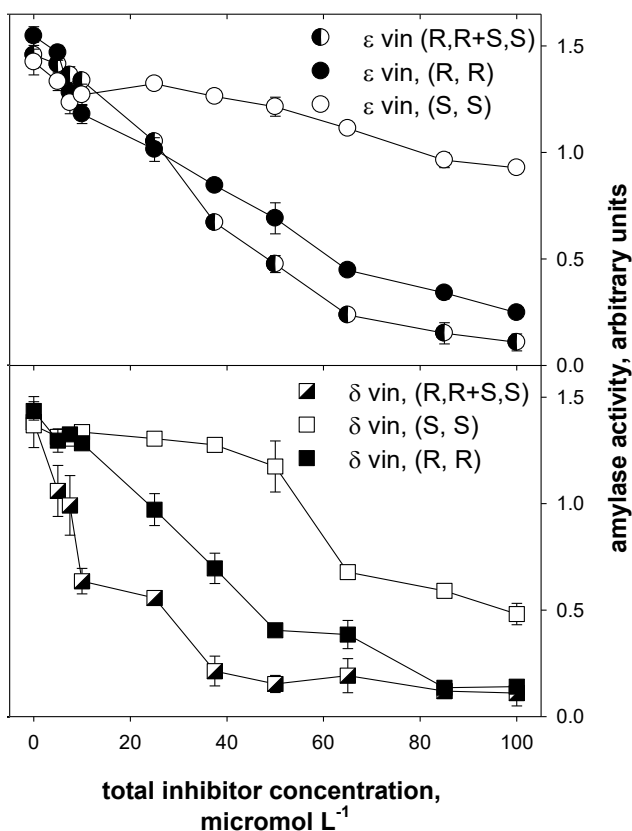 ε vin (R,R+S,S)
ε vin, (R, R)
ε vin, (S, S)
1.5
1.0
0.5
0.0
δ vin, (R,R+S,S)
δ vin, (S, S)
δ vin, (R, R)
1.5
1.0
0.5
0.0
amylase activity, arbitrary units
0 20 40 60 80 100
total inhibitor concentration,
micromol L⁻¹